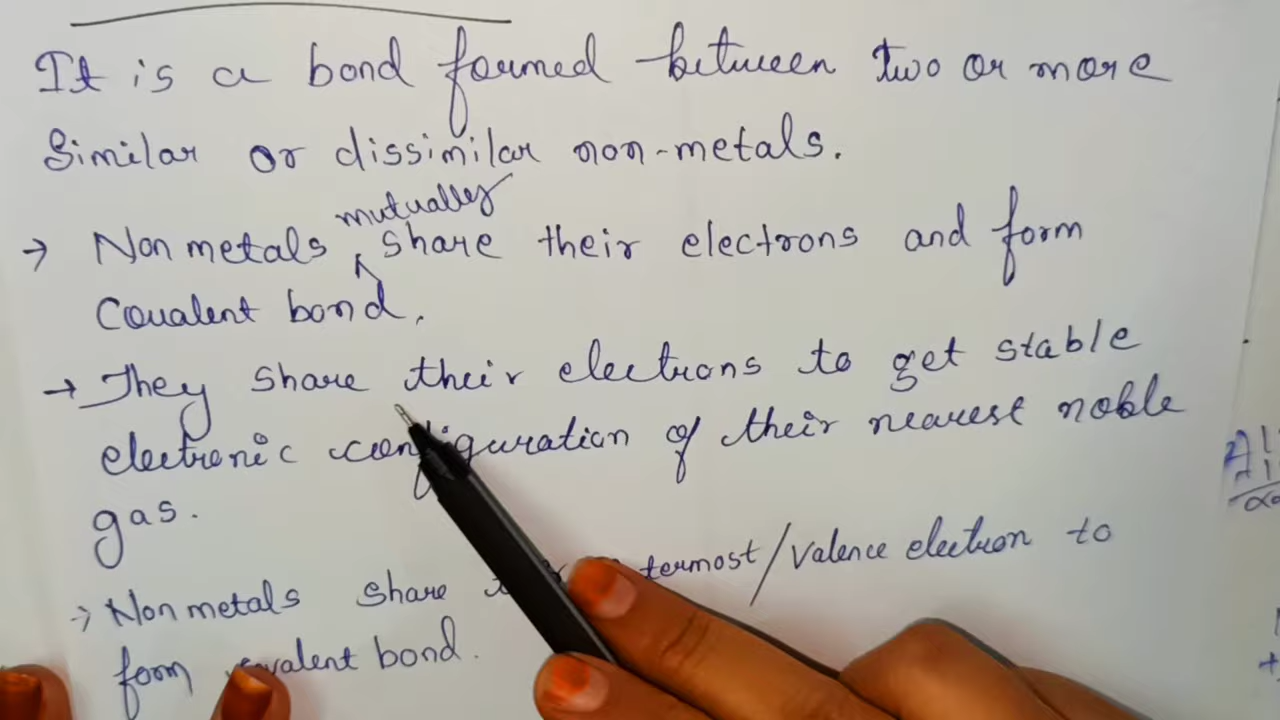 It is a bond formed between two or more
Similar or dissimilar non-metals.
mutually
→ Non metals share their electrons and form
Covalent bond.
→ They share their electrons to get stable
electronic configuration of their nearest noble
gas.
→ Non metals share termost/valence electron to
form covalent bond.